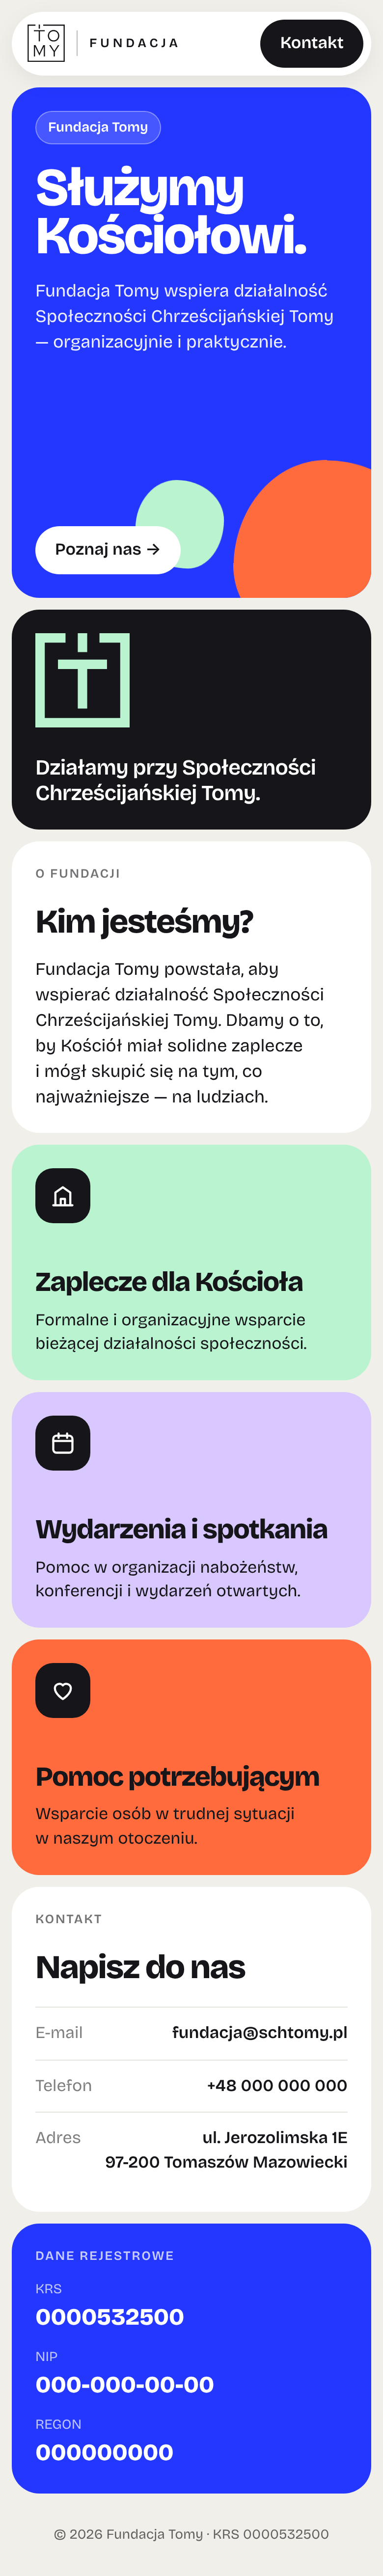 TO
MY
FUNDACJA
Kontakt
Fundacja Tomy
Służymy
Kościołowi.
Fundacja Tomy wspiera działalność
Społeczności Chrześcijańskiej Tomy
— organizacyjnie i praktycznie.
Poznaj nas →
Działamy przy Społeczności
Chrześcijańskiej Tomy.
O FUNDACJI
Kim jesteśmy?
Fundacja Tomy powstała, aby
wspierać działalność Społeczności
Chrześcijańskiej Tomy. Dbamy o to,
by Kościół miał solidne zaplecze
i mógł skupić się na tym, co
najważniejsze — na ludziach.
Zaplecze dla Kościoła
Formalne i organizacyjne wsparcie
bieżącej działalności społeczności.
Wydarzenia i spotkania
Pomoc w organizacji nabożeństw,
konferencji i wydarzeń otwartych.
Pomoc potrzebującym
Wsparcie osób w trudnej sytuacji
w naszym otoczeniu.
KONTAKT
Napisz do nas
E-mail fundacja@schtomy.pl
Telefon +48 000 000 000
Adres ul. Jerozolimska 1E
97-200 Tomaszów Mazowiecki
DANE REJESTROWE
KRS
0000532500
NIP
000-000-00-00
REGON
000000000
© 2026 Fundacja Tomy · KRS 0000532500